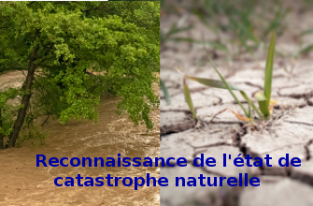 Reconnaissance de l'état de
catastrophe naturelle